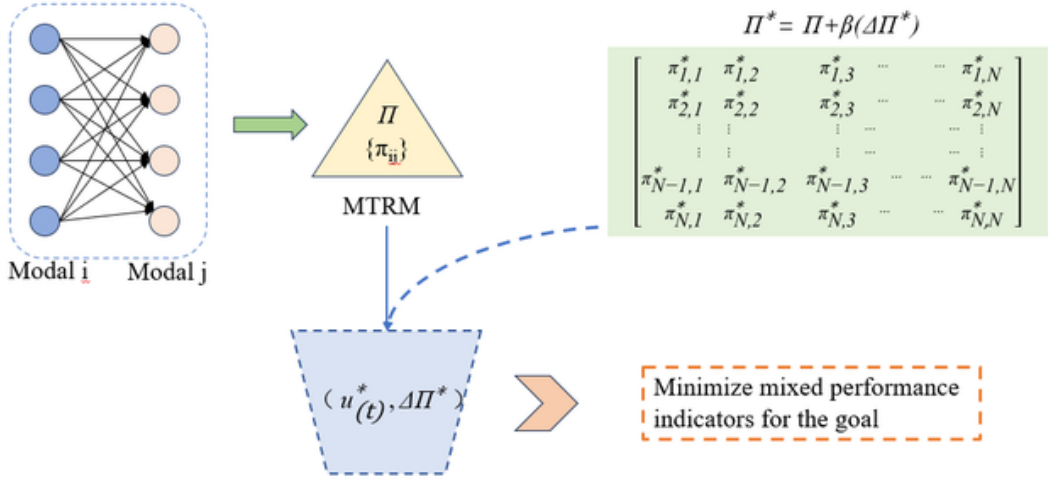 Π* = Π+β(ΔΠ*)
π*1,1 π*1,2 π*1,3 ... ... π*1,N
π*2,1 π*2,2 π*2,3 ... ... π*2,N
⋮ ⋮ ⋮ ... ... ⋮
⋮ ⋮ ⋮ ... ... ⋮
π*N−1,1 π*N−1,2 π*N−1,3 ... ... π*N−1,N
π*N,1 π*N,2 π*N,3 ... ... π*N,N
Π
{πij}
MTRM
Modal i Modal j
(u*(t),ΔΠ*)
Minimize mixed performance
indicators for the goal